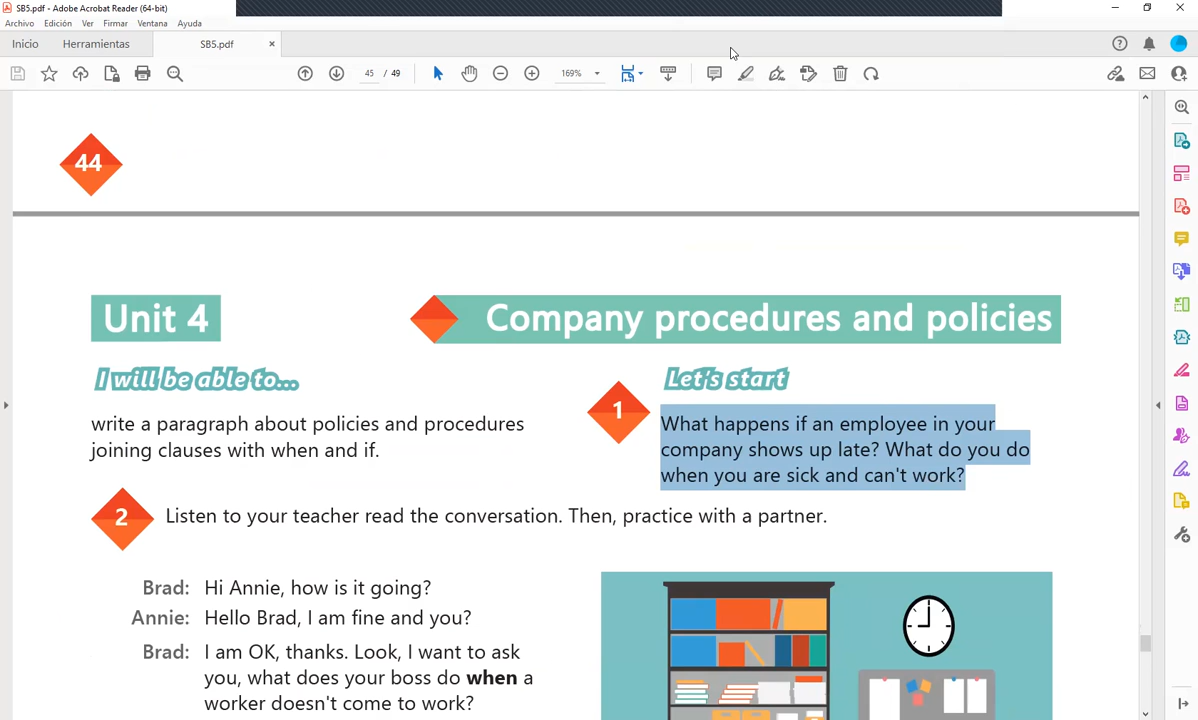 SB5.pdf - Adobe Acrobat Reader (64-bit)
Archivo Edición Ver Firmar Ventana Ayuda
Inicio Herramientas SB5.pdf ×
45 / 49 169%
44
Unit 4
Company procedures and policies
I will be able to...
write a paragraph about policies and procedures
joining clauses with when and if.
Let's start
1
What happens if an employee in your
company shows up late? What do you do
when you are sick and can't work?
2
Listen to your teacher read the conversation. Then, practice with a partner.
Brad: Hi Annie, how is it going?
Annie: Hello Brad, I am fine and you?
Brad: I am OK, thanks. Look, I want to ask
you, what does your boss do when a
worker doesn't come to work?